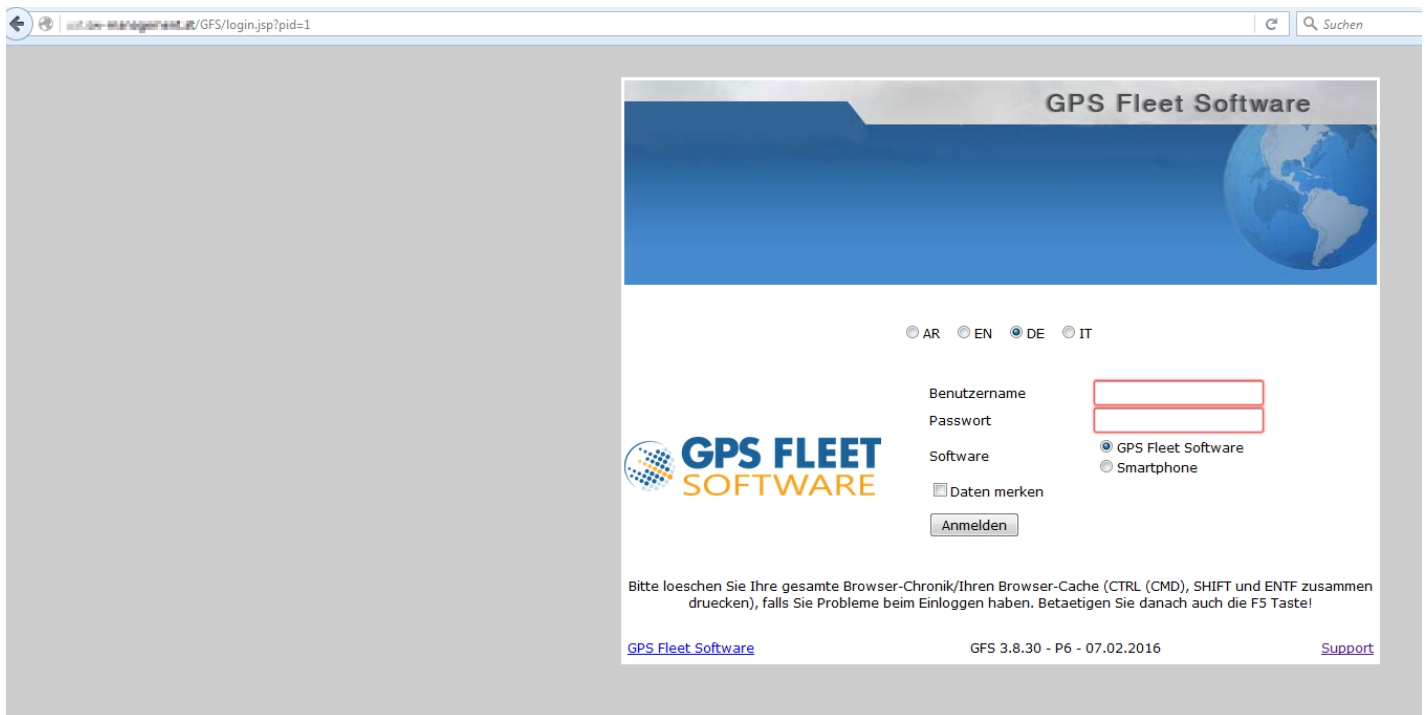 /GFS/login.jsp?pid=1
Suchen
GPS Fleet Software
AR EN DE IT
Benutzername
Passwort
GPS FLEET
SOFTWARE
Software
GPS Fleet Software
Smartphone
Daten merken
Anmelden
Bitte loeschen Sie Ihre gesamte Browser-Chronik/Ihren Browser-Cache (CTRL (CMD), SHIFT und ENTF zusammen
druecken), falls Sie Probleme beim Einloggen haben. Betaetigen Sie danach auch die F5 Taste!
GPS Fleet Software GFS 3.8.30 - P6 - 07.02.2016 Support